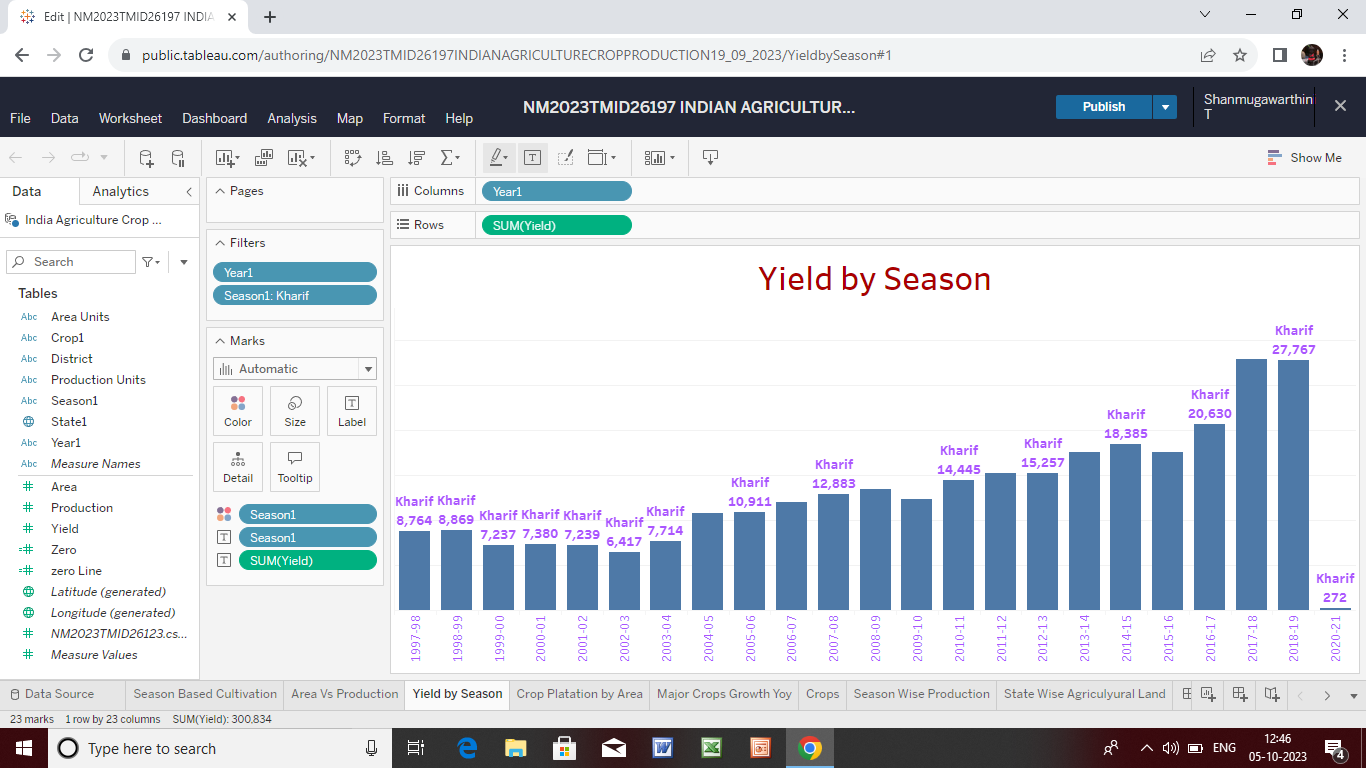 Edit | NM2023TMID26197 INDIA
public.tableau.com/authoring/NM2023TMID26197INDIANAGRICULTURECROPPRODUCTION19_09_2023/YieldbySeason#1
NM2023TMID26197 INDIAN AGRICULTUR...
Publish
Shanmugawarthin
T
File Data Worksheet Dashboard Analysis Map Format Help
Show Me
Data Analytics
India Agriculture Crop ...
Search
Tables
Abc Area Units
Abc Crop1
Abc District
Abc Production Units
Abc Season1
State1
Abc Year1
Abc Measure Names
Area
Production
Yield
Zero
zero Line
Latitude (generated)
Longitude (generated)
NM2023TMID26123.cs...
Measure Values
Pages
Filters
Year1
Season1: Kharif
Marks
Automatic
Color Size Label
Detail Tooltip
Season1
Season1
SUM(Yield)
Columns Year1
Rows SUM(Yield)
Yield by Season
Kharif
8,764
Kharif
8,869
Kharif
7,237
Kharif
7,380
Kharif
7,239
Kharif
6,417
Kharif
7,714
Kharif
10,911
Kharif
12,883
Kharif
14,445
Kharif
15,257
Kharif
18,385
Kharif
20,630
Kharif
27,767
Kharif
272
1997-98
1998-99
1999-00
2000-01
2001-02
2002-03
2003-04
2004-05
2005-06
2006-07
2007-08
2008-09
2009-10
2010-11
2011-12
2012-13
2013-14
2014-15
2015-16
2016-17
2017-18
2018-19
2020-21
Data Source Season Based Cultivation Area Vs Production Yield by Season Crop Platation by Area Major Crops Growth Yoy Crops Season Wise Production State Wise Agriculyural Land
23 marks 1 row by 23 columns SUM(Yield): 300,834
Type here to search
ENG
12:46
05-10-2023
4